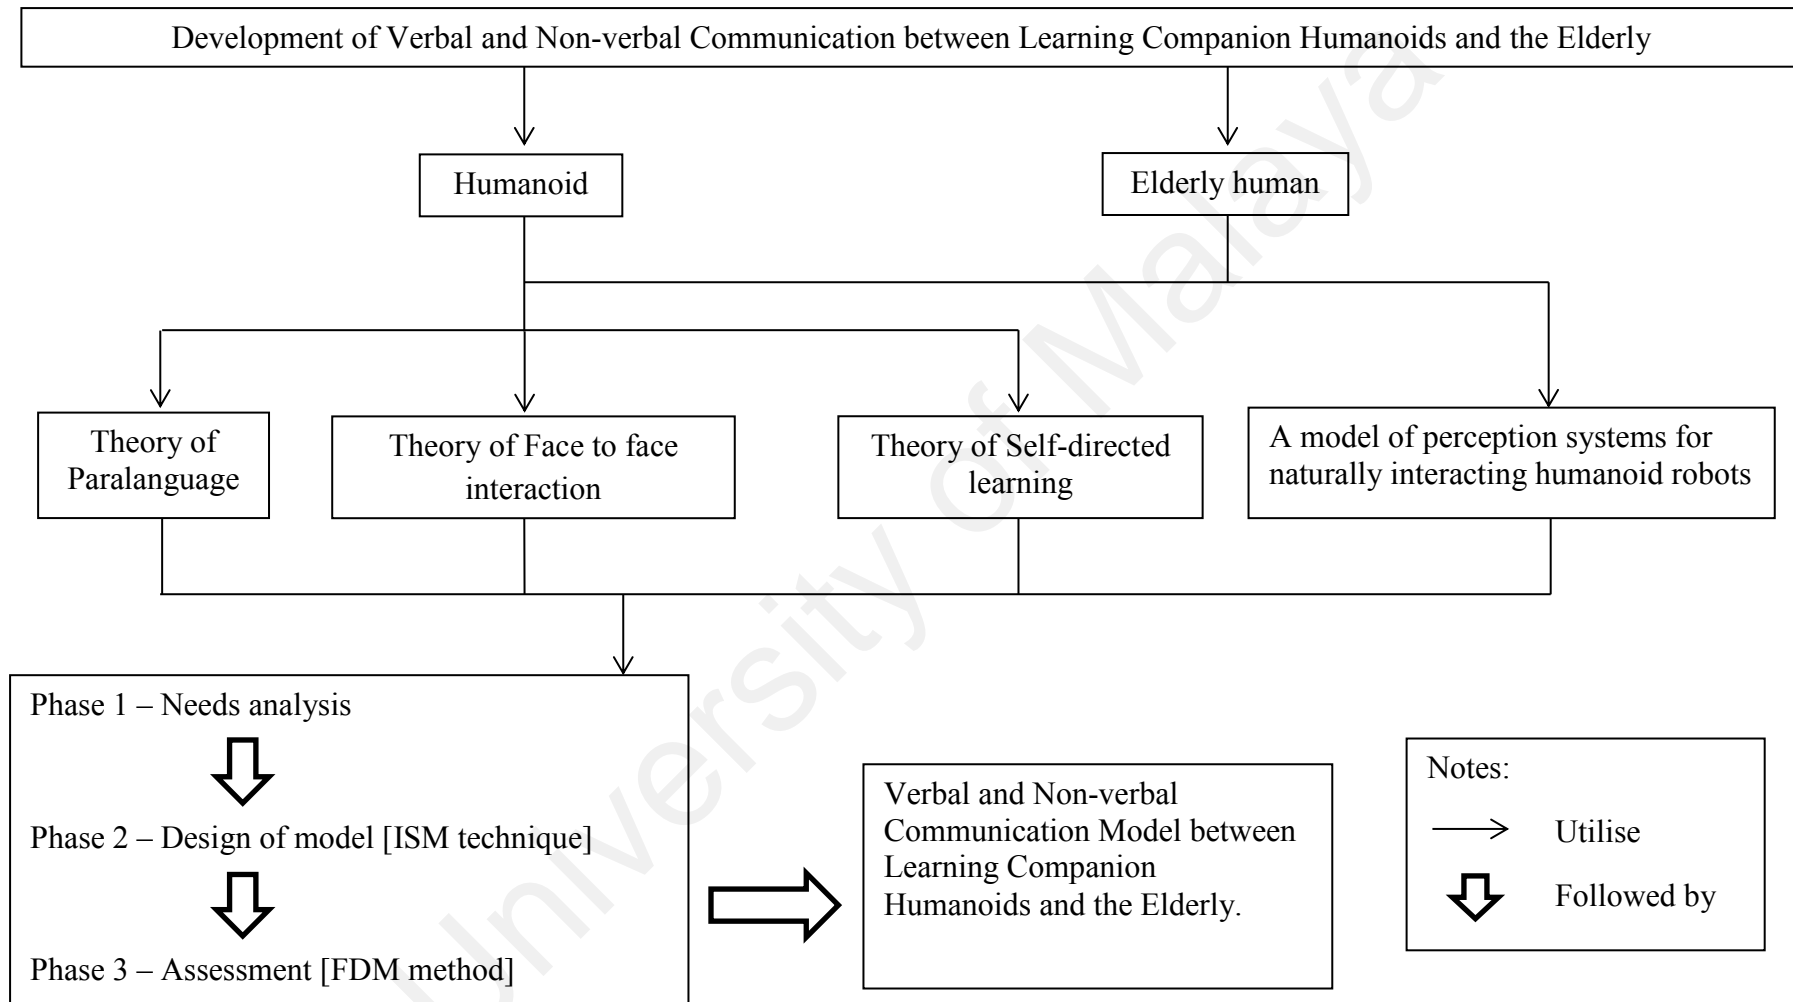 Development of Verbal and Non-verbal Communication between Learning Companion Humanoids and the Elderly
Humanoid
Elderly human
Theory of
Paralanguage
Theory of Face to face
interaction
Theory of Self-directed
learning
A model of perception systems for
naturally interacting humanoid robots
Phase 1 – Needs analysis
Phase 2 – Design of model [ISM technique]
Phase 3 – Assessment [FDM method]
Verbal and Non-verbal
Communication Model between
Learning Companion
Humanoids and the Elderly.
Notes:
Utilise
Followed by
University of Malaya